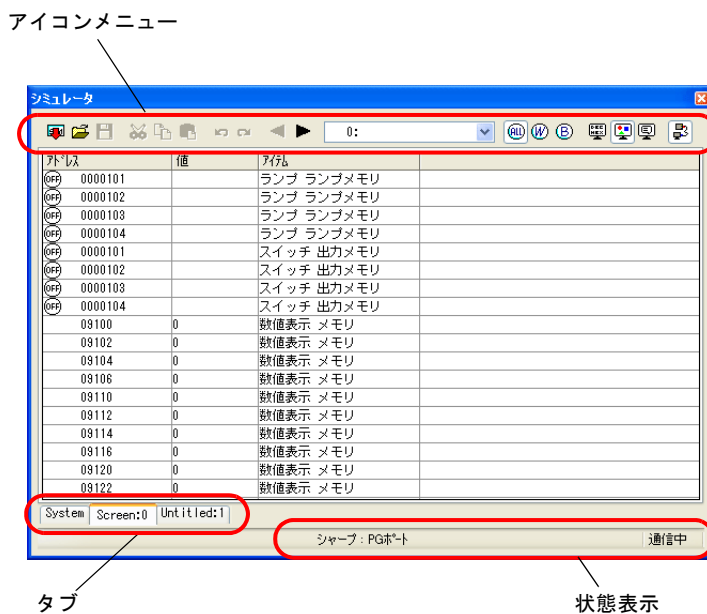 アイコンメニュー
シミュレータ
0:
ALL W B
アドレス 値 アイテム
OFF 0000101 ランプ ランプメモリ
OFF 0000102 ランプ ランプメモリ
OFF 0000103 ランプ ランプメモリ
OFF 0000104 ランプ ランプメモリ
OFF 0000101 スイッチ 出力メモリ
OFF 0000102 スイッチ 出力メモリ
OFF 0000103 スイッチ 出力メモリ
OFF 0000104 スイッチ 出力メモリ
09100 0 数値表示 メモリ
09102 0 数値表示 メモリ
09104 0 数値表示 メモリ
09106 0 数値表示 メモリ
09110 0 数値表示 メモリ
09112 0 数値表示 メモリ
09114 0 数値表示 メモリ
09116 0 数値表示 メモリ
09120 0 数値表示 メモリ
09122 0 数値表示 メモリ
System Screen:0 Untitled:1
シャープ : PGポート 通信中
タブ 状態表示